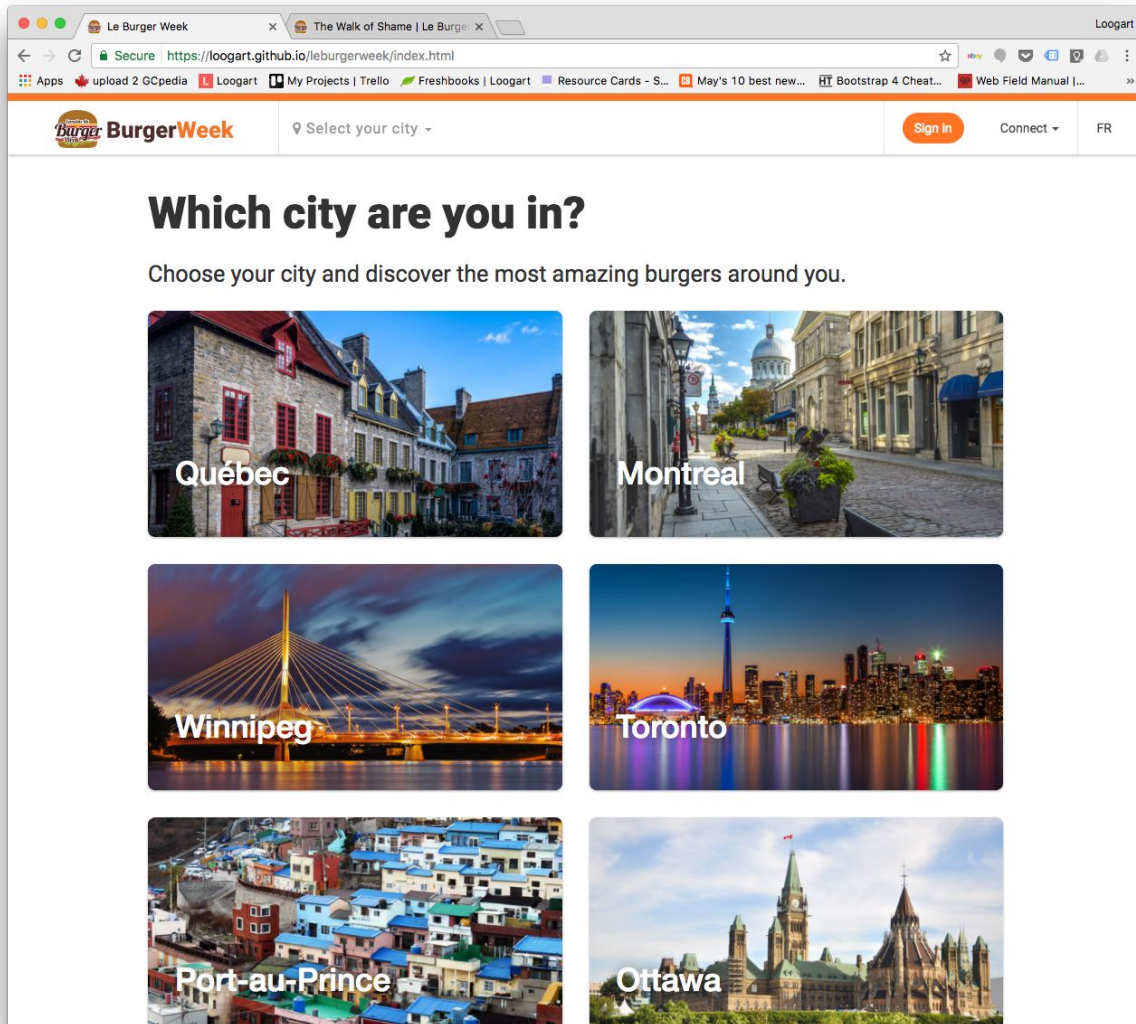 Le Burger Week
The Walk of Shame | Le Burge
Loogart
Secure https://loogart.github.io/leburgerweek/index.html
Apps upload 2 GCpedia Loogart My Projects | Trello Freshbooks | Loogart Resource Cards - S... May's 10 best new... Bootstrap 4 Cheat... Web Field Manual |... »
Burger BurgerWeek Select your city Sign in Connect FR
Which city are you in?
Choose your city and discover the most amazing burgers around you.
Québec Montreal
Winnipeg Toronto
Port-au-Prince Ottawa